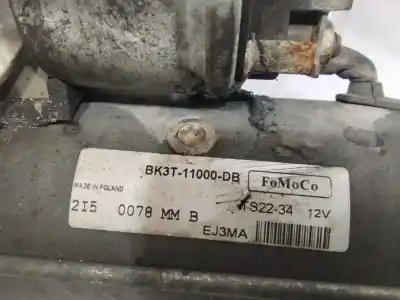 BK3T-11000-DB FoMoCo
MADE IN POLAND
2I5 0078 MM B TS22-34 12V
EJ3MA